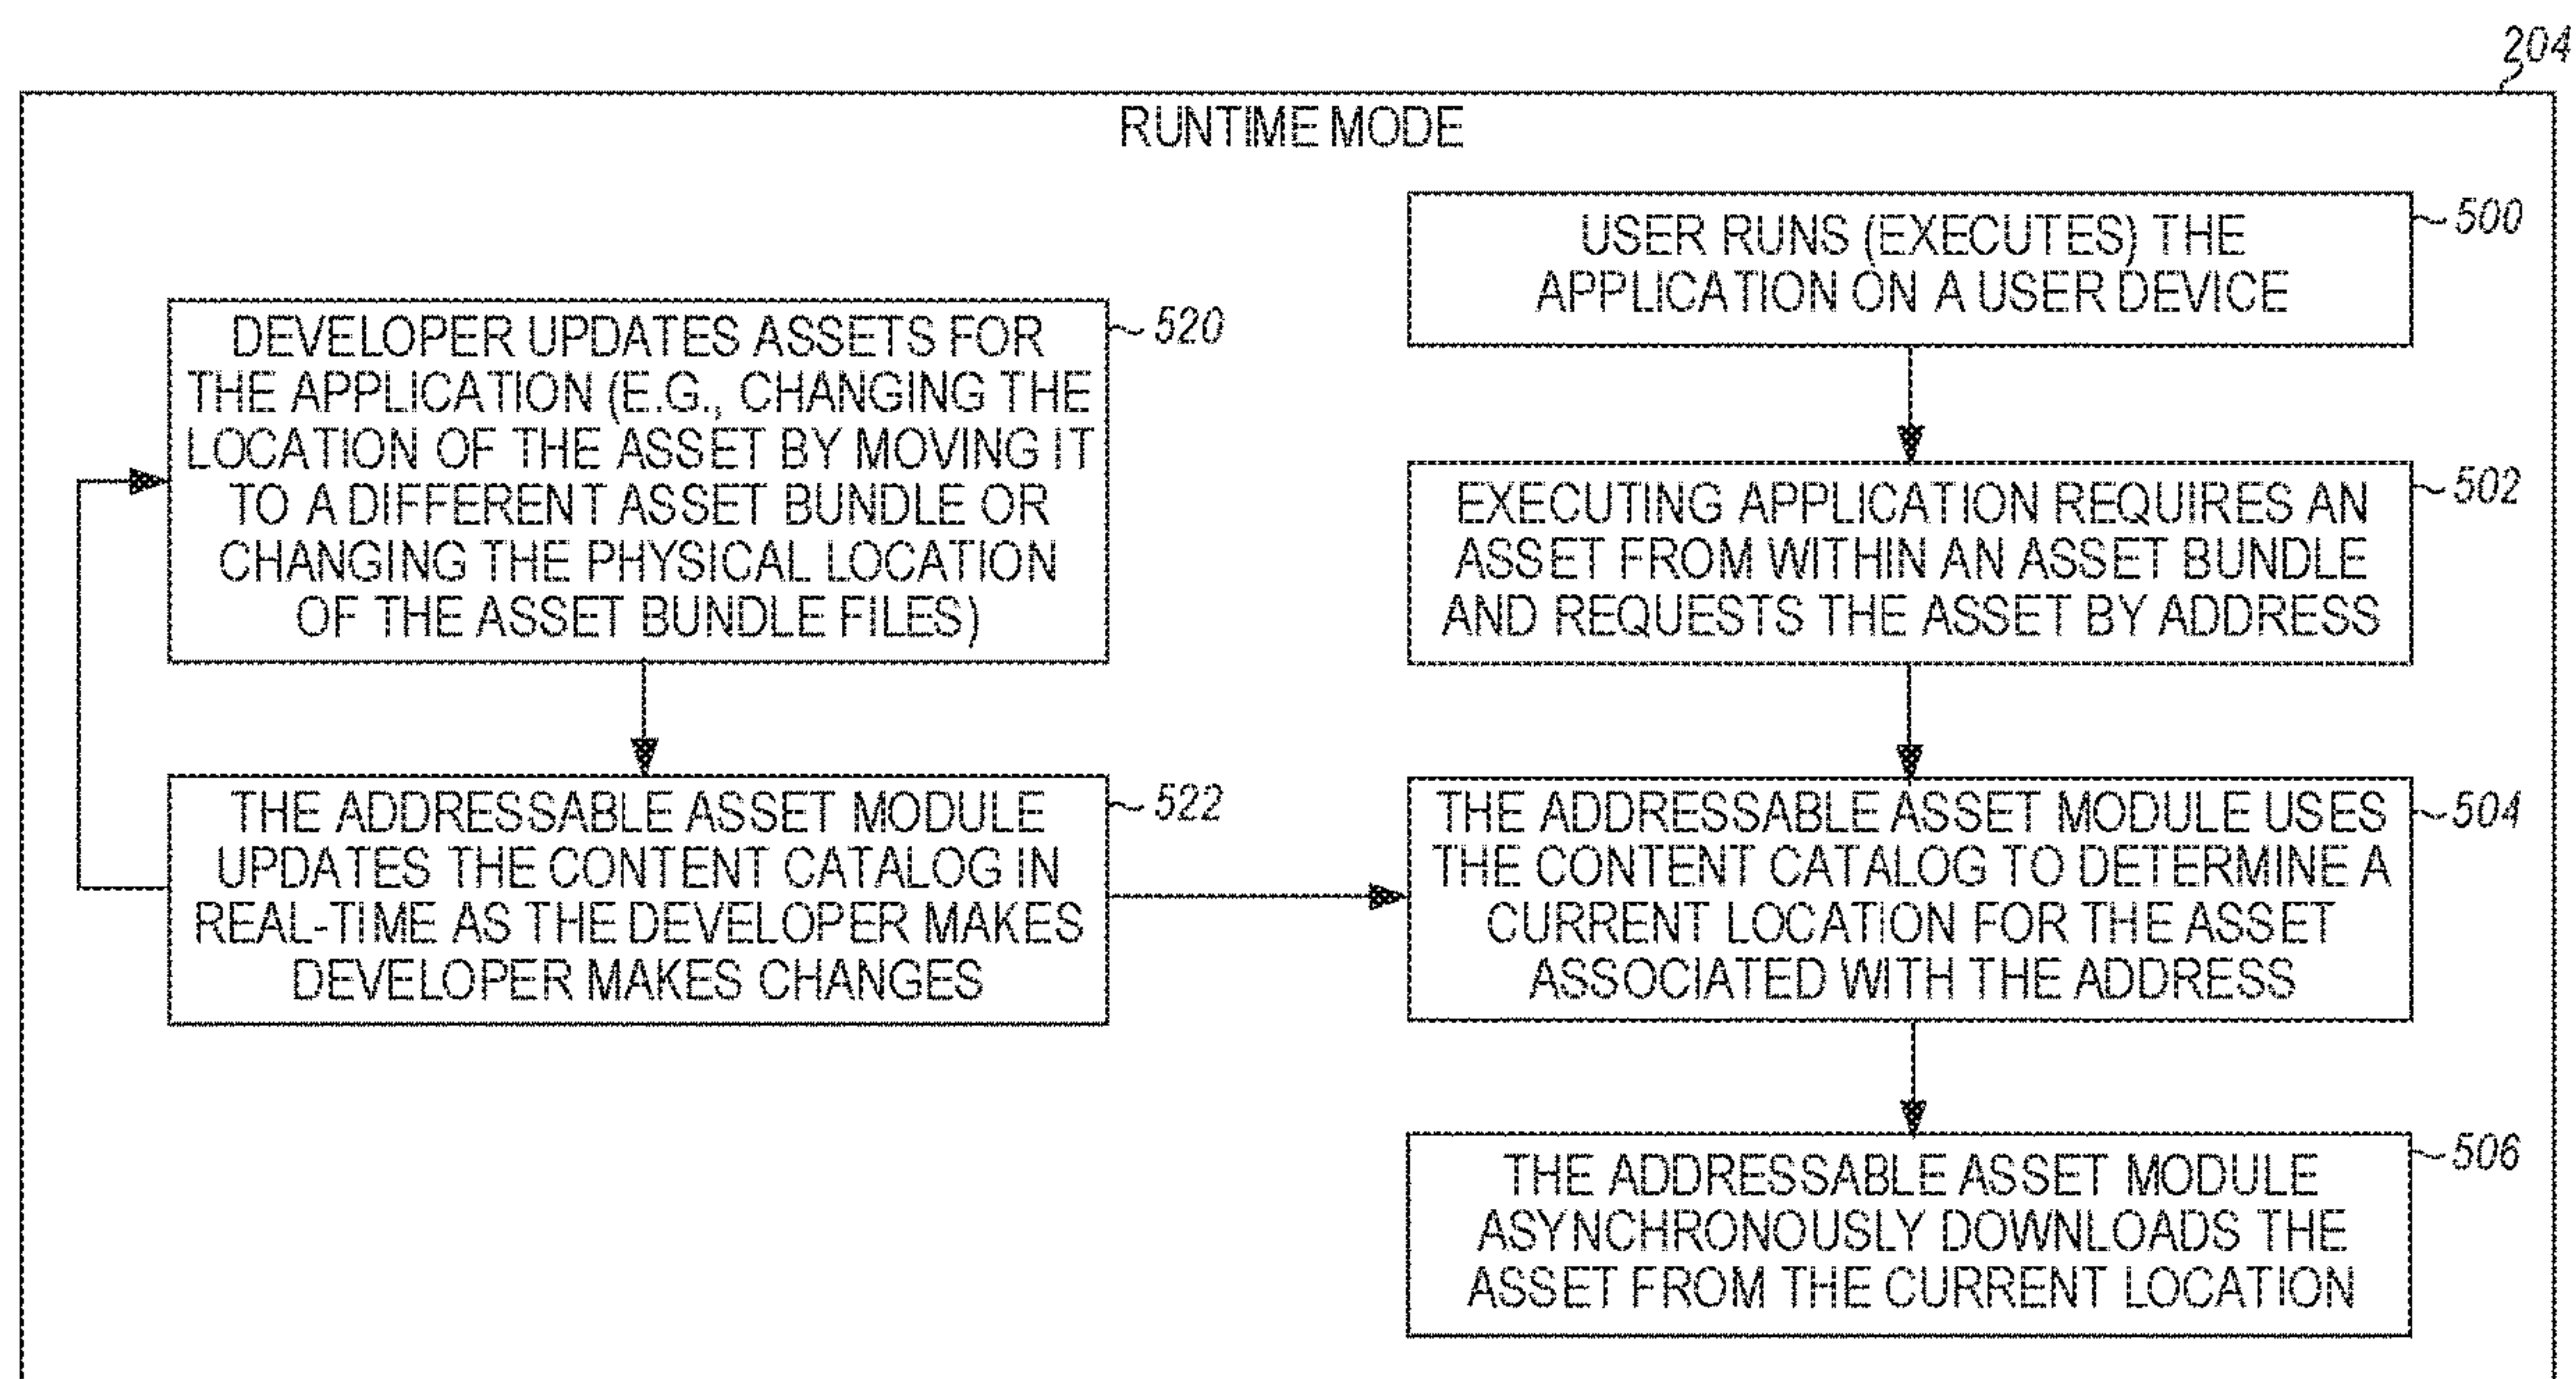 204
RUNTIME MODE
USER RUNS (EXECUTES) THE
APPLICATION ON A USER DEVICE
500
DEVELOPER UPDATES ASSETS FOR
THE APPLICATION (E.G., CHANGING THE
LOCATION OF THE ASSET BY MOVING IT
TO A DIFFERENT ASSET BUNDLE OR
CHANGING THE PHYSICAL LOCATION
OF THE ASSET BUNDLE FILES)
520
EXECUTING APPLICATION REQUIRES AN
ASSET FROM WITHIN AN ASSET BUNDLE
AND REQUESTS THE ASSET BY ADDRESS
502
THE ADDRESSABLE ASSET MODULE
UPDATES THE CONTENT CATALOG IN
REAL-TIME AS THE DEVELOPER MAKES
DEVELOPER MAKES CHANGES
522
THE ADDRESSABLE ASSET MODULE USES
THE CONTENT CATALOG TO DETERMINE A
CURRENT LOCATION FOR THE ASSET
ASSOCIATED WITH THE ADDRESS
504
THE ADDRESSABLE ASSET MODULE
ASYNCHRONOUSLY DOWNLOADS THE
ASSET FROM THE CURRENT LOCATION
506